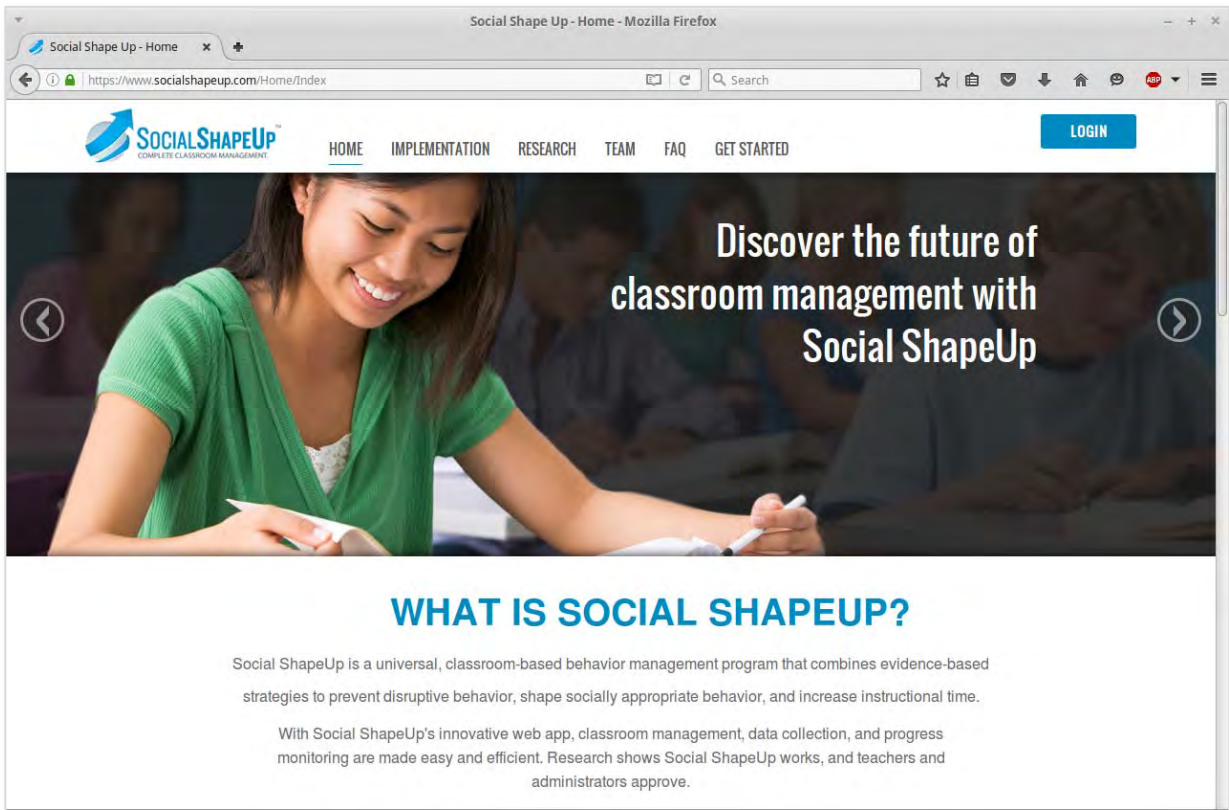 Social Shape Up - Home - Mozilla Firefox
Social Shape Up - Home
https://www.socialshapeup.com/Home/Index
Search
ABP
SOCIALSHAPEUP™
COMPLETE CLASSROOM MANAGEMENT.
HOME IMPLEMENTATION RESEARCH TEAM FAQ GET STARTED
LOGIN
Discover the future of
classroom management with
Social ShapeUp
WHAT IS SOCIAL SHAPEUP?
Social ShapeUp is a universal, classroom-based behavior management program that combines evidence-based
strategies to prevent disruptive behavior, shape socially appropriate behavior, and increase instructional time.
With Social ShapeUp's innovative web app, classroom management, data collection, and progress
monitoring are made easy and efficient. Research shows Social ShapeUp works, and teachers and
administrators approve.